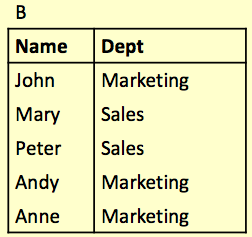 B
Name Dept
John Marketing
Mary Sales
Peter Sales
Andy Marketing
Anne Marketing